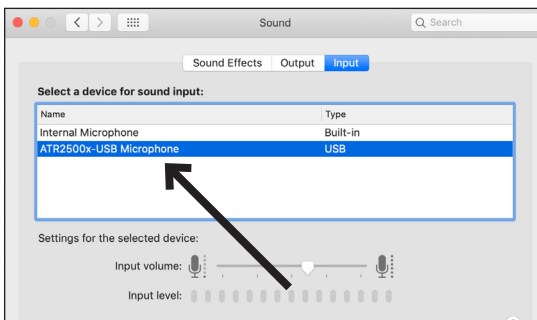 Sound
Search
Sound Effects Output Input
Select a device for sound input:
Name Type
Internal Microphone Built-in
ATR2500x-USB Microphone USB
Settings for the selected device:
Input volume:
Input level: